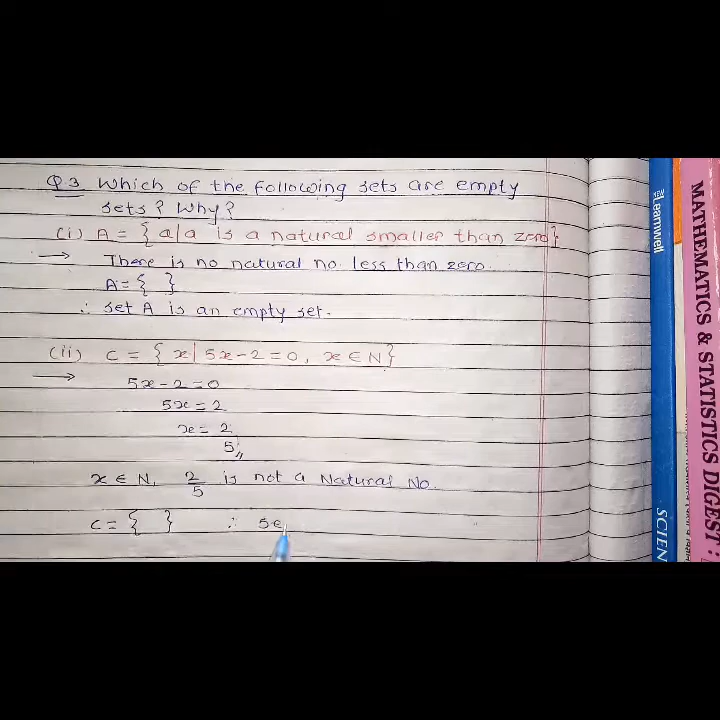 Q 3. Which of the following sets are empty
sets? Why?
(i) A = { a/a is a natural smaller than zero}
→ There is no natural no. less than zero.
A = { }
∴ set A is an empty set.
(ii) C = { x| 5x - 2 = 0, x ∈ N}
→ 5x - 2 = 0
5x = 2
x = 2/5
x ∈ N, 2/5 is not a Natural No.
C = { } ∴ Se
Learnwell
SCIEN
MATHEMATICS & STATISTICS DIGEST :